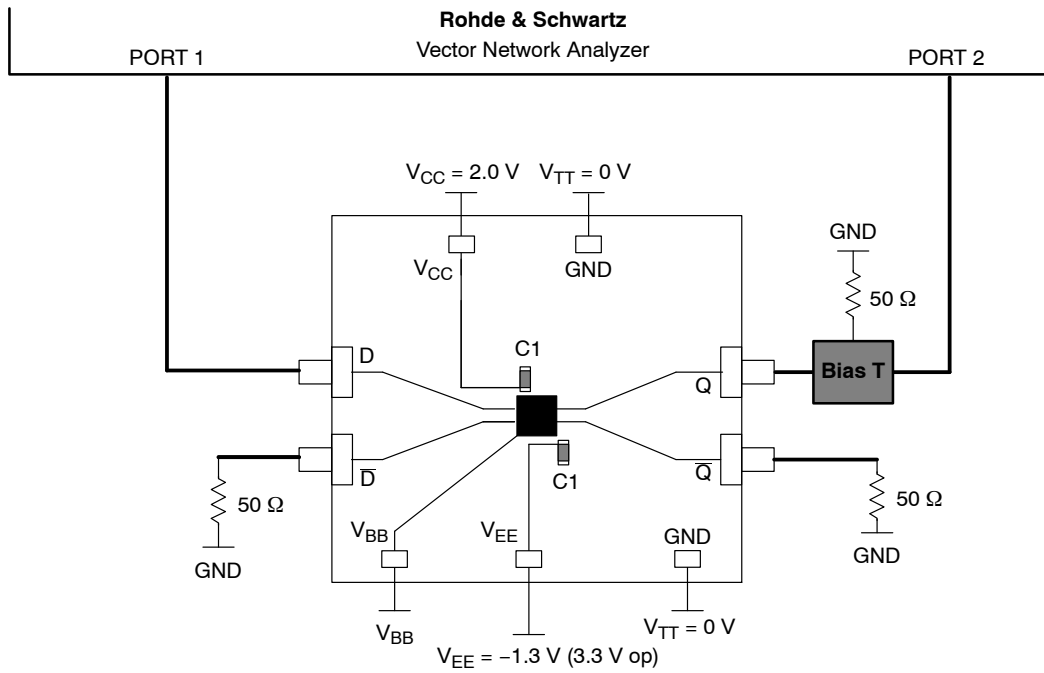 Rohde & Schwartz
Vector Network Analyzer
PORT 1
PORT 2
VCC = 2.0 V
VTT = 0 V
GND
VCC
GND
50 Ω
C1
D
Q
Bias T
D̅
Q̅
C1
50 Ω
50 Ω
VBB
VEE
GND
GND
GND
VBB
VTT = 0 V
VEE = −1.3 V (3.3 V op)